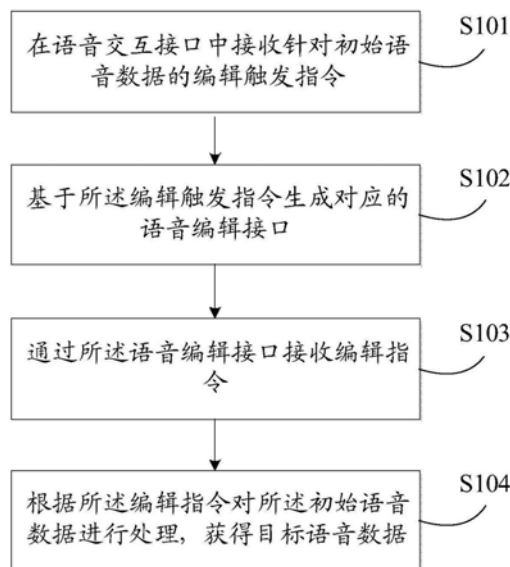 在语音交互接口中接收针对初始语
音数据的编辑触发指令
S101
基于所述编辑触发指令生成对应的
语音编辑接口
S102
通过所述语音编辑接口接收编辑指
令
S103
根据所述编辑指令对所述初始语音
数据进行处理，获得目标语音数据
S104